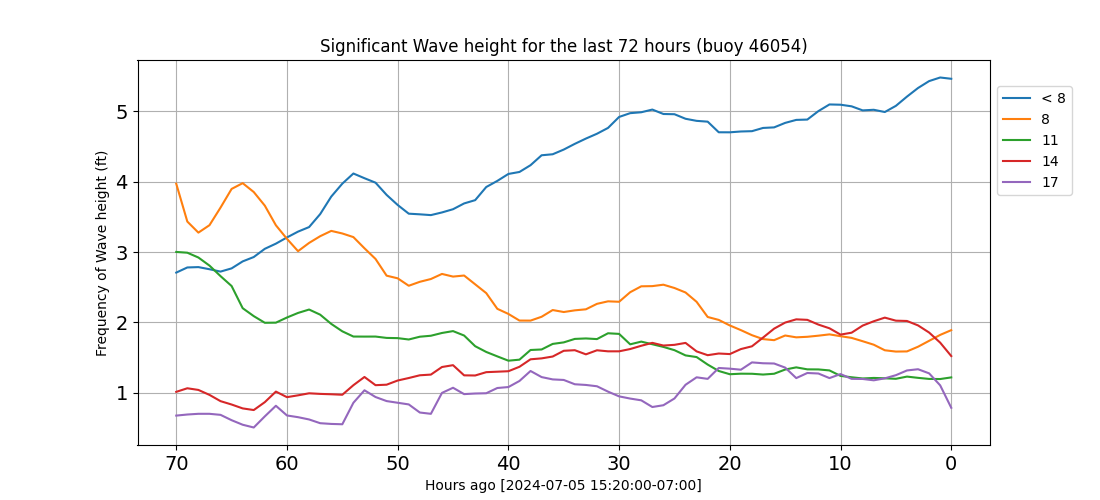 Significant Wave height for the last 72 hours (buoy 46054)
Frequency of Wave height (ft)
5
4
3
2
1
70 60 50 40 30 20 10 0
Hours ago [2024-07-05 15:20:00-07:00]
< 8
8
11
14
17